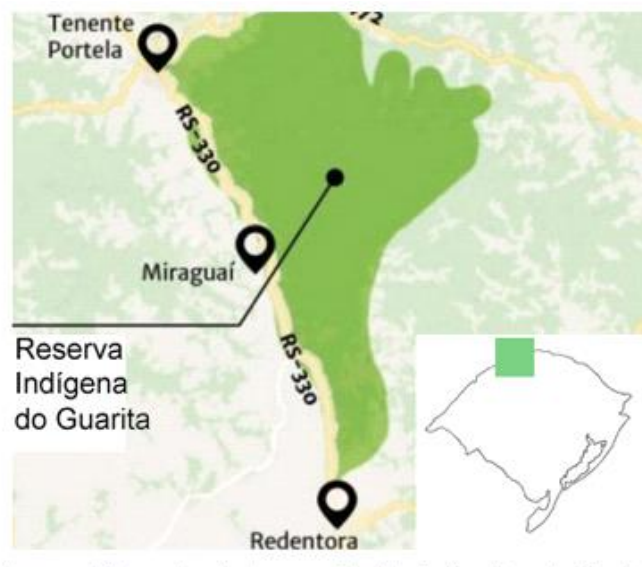 Tenente
Portela
RS-330
Miraguaí
RS-330
Reserva
Indígena
do Guarita
Redentora